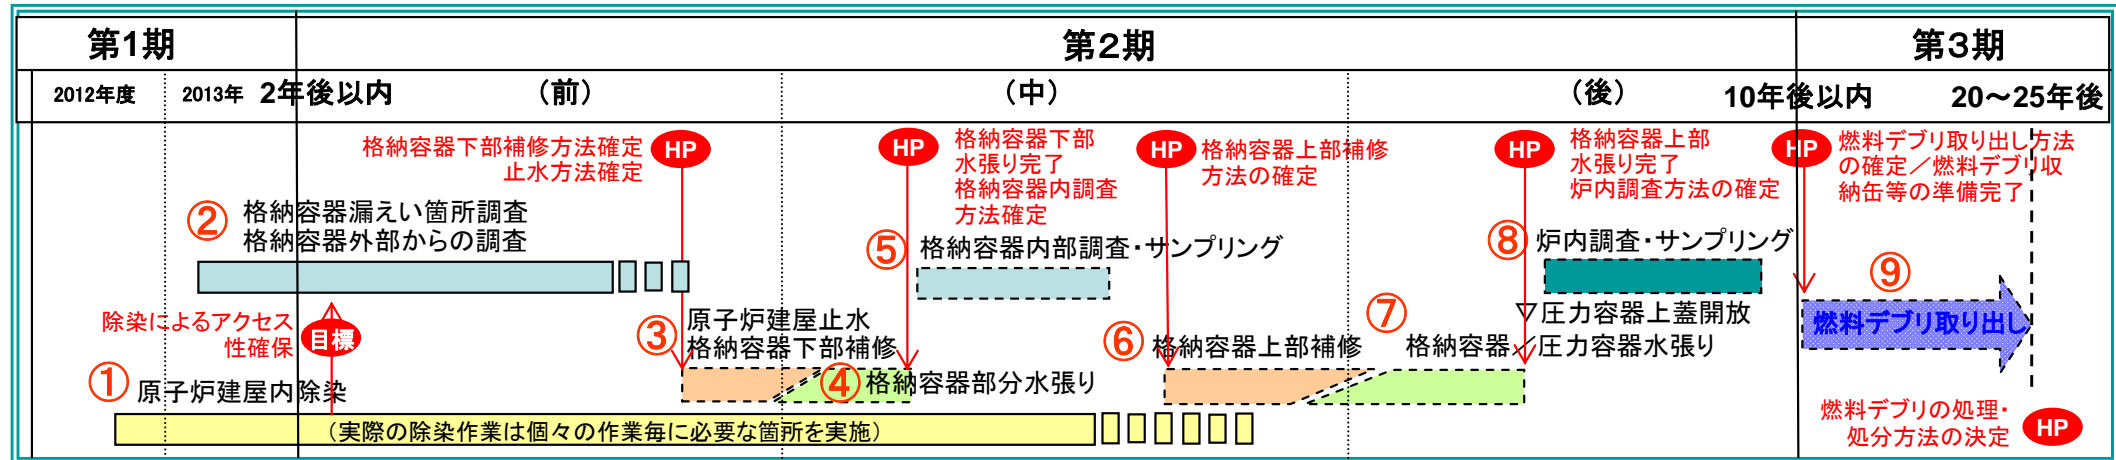 第1期
第2期
第3期
2012年度
2013年
2年後以内
（前）
（中）
（後）
10年後以内
20～25年後
格納容器下部補修方法確定
止水方法確定
HP
HP
格納容器下部
水張り完了
格納容器内調査
方法確定
HP
格納容器上部補修
方法の確定
HP
格納容器上部
水張り完了
炉内調査方法の確定
HP
燃料デブリ取り出し方法
の確定／燃料デブリ収
納缶等の準備完了
②
格納容器漏えい箇所調査
格納容器外部からの調査
⑤
格納容器内部調査・サンプリング
⑧
炉内調査・サンプリング
⑨
燃料デブリ取り出し
除染によるアクセス
性確保
目標
③
原子炉建屋止水
格納容器下部補修
④
格納容器部分水張り
⑥
格納容器上部補修
⑦
▽圧力容器上蓋開放
格納容器／圧力容器水張り
①
原子炉建屋内除染
（実際の除染作業は個々の作業毎に必要な箇所を実施）
燃料デブリの処理・
処分方法の決定
HP